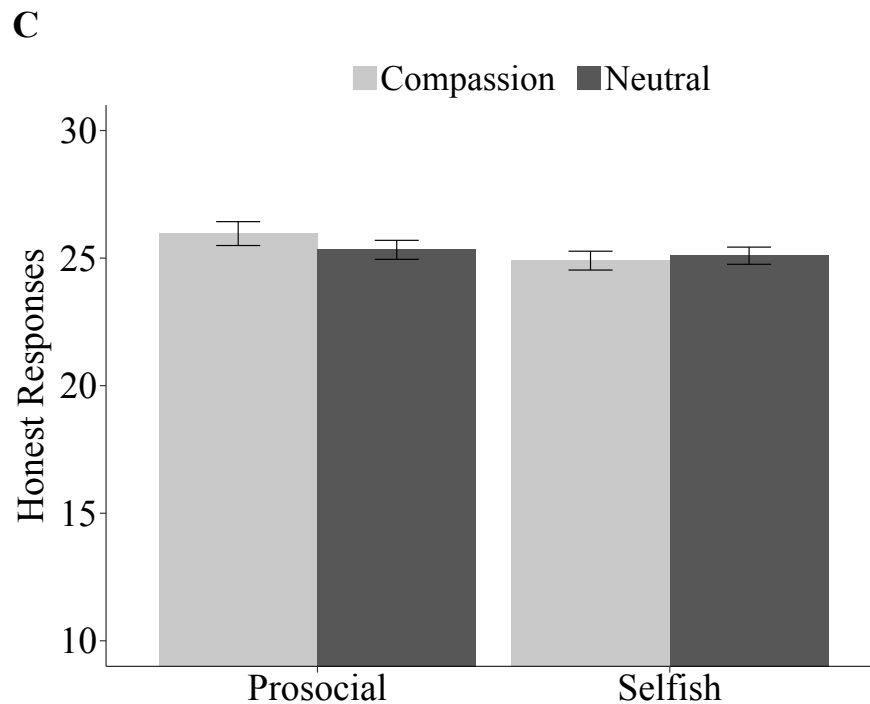 C
Compassion Neutral
30
25
20
15
10
Honest Responses
Prosocial Selfish